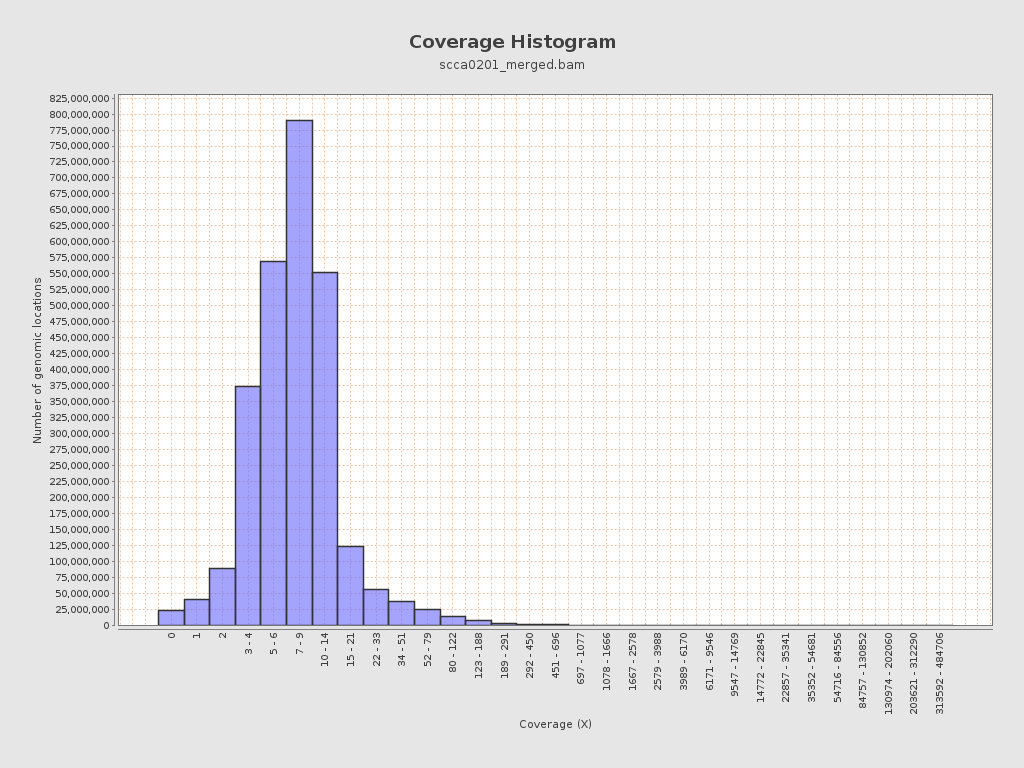 Coverage Histogram
scca0201_merged.bam
825,000,000
800,000,000
775,000,000
750,000,000
725,000,000
700,000,000
675,000,000
650,000,000
625,000,000
600,000,000
575,000,000
550,000,000
525,000,000
500,000,000
475,000,000
450,000,000
425,000,000
400,000,000
375,000,000
350,000,000
325,000,000
300,000,000
275,000,000
250,000,000
225,000,000
200,000,000
175,000,000
150,000,000
125,000,000
100,000,000
75,000,000
50,000,000
25,000,000
0
Number of genomic locations
0
1
2
3 - 4
5 - 6
7 - 9
10 - 14
15 - 21
22 - 33
34 - 51
52 - 79
80 - 122
123 - 188
189 - 291
292 - 450
451 - 696
697 - 1077
1078 - 1666
1667 - 2578
2579 - 3988
3989 - 6170
6171 - 9546
9547 - 14769
14772 - 22845
22857 - 35341
35352 - 54681
54716 - 84556
84757 - 130852
130974 - 202060
203621 - 312290
313592 - 484706
Coverage (X)